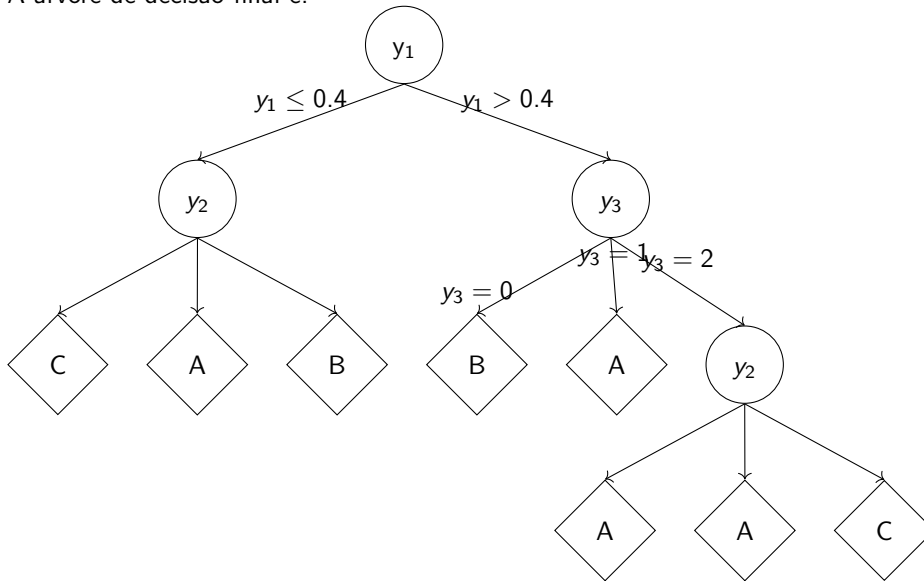 A árvore de decisão final é:
y₁
y₁ ≤ 0.4 y₁ > 0.4
y₂ y₃
y₃ = 1 y₃ = 2
y₃ = 0
C A B B A y₂
A A C